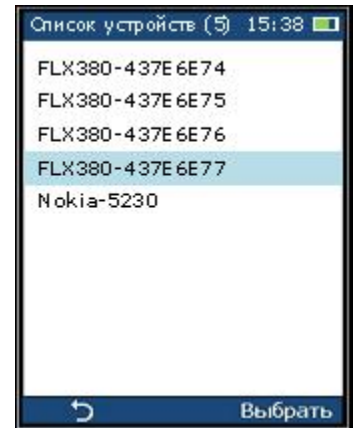 Список устройств (5) 15:38
FLX380-437E6E74
FLX380-437E6E75
FLX380-437E6E76
FLX380-437E6E77
Nokia-5230
Выбрать